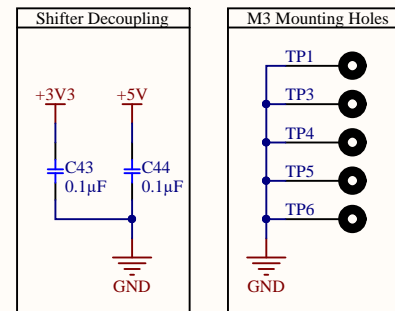 Shifter Decoupling
+3V3
+5V
C43
0.1µF
C44
0.1µF
GND
M3 Mounting Holes
TP1
TP3
TP4
TP5
TP6
GND